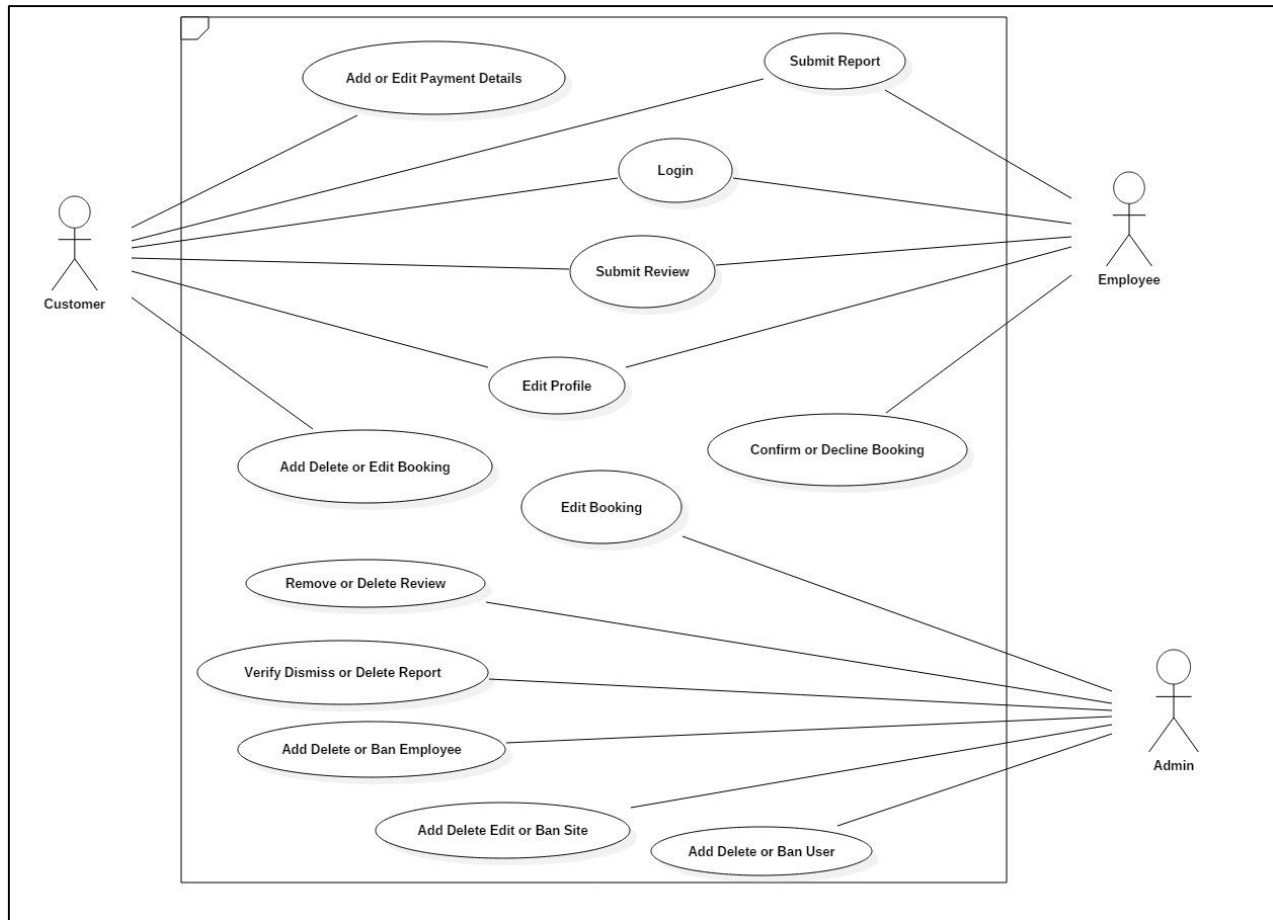 Add or Edit Payment Details
Submit Report
Login
Submit Review
Customer
Employee
Edit Profile
Add Delete or Edit Booking
Confirm or Decline Booking
Edit Booking
Remove or Delete Review
Verify Dismiss or Delete Report
Add Delete or Ban Employee
Admin
Add Delete Edit or Ban Site
Add Delete or Ban User